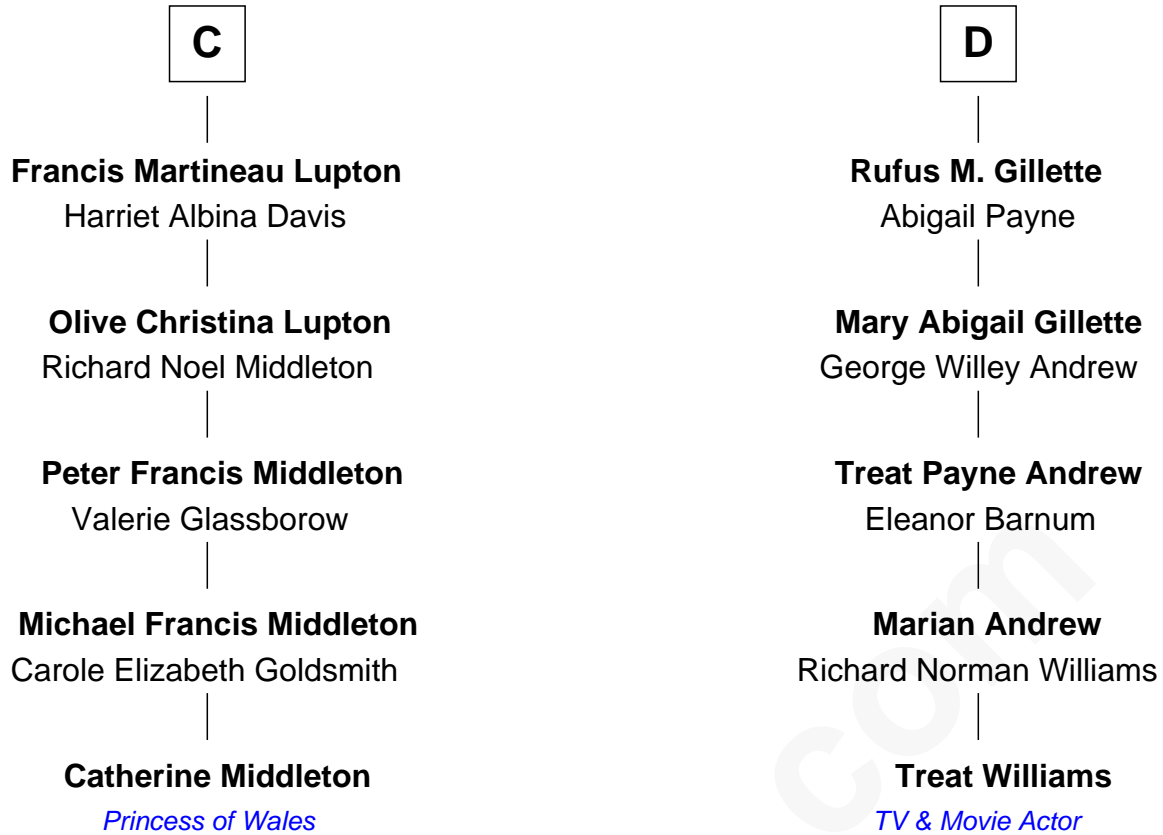 C
Francis Martineau Lupton
Harriet Albina Davis
Olive Christina Lupton
Richard Noel Middleton
Peter Francis Middleton
Valerie Glassborow
Michael Francis Middleton
Carole Elizabeth Goldsmith
Catherine Middleton
Princess of Wales
D
Rufus M. Gillette
Abigail Payne
Mary Abigail Gillette
George Willey Andrew
Treat Payne Andrew
Eleanor Barnum
Marian Andrew
Richard Norman Williams
Treat Williams
TV & Movie Actor
com